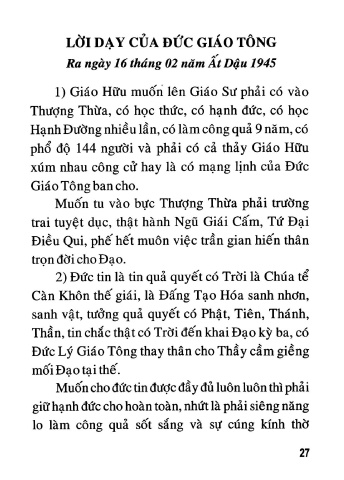 LỜI DẠY CỦA ĐỨC GIÁO TÔNG
Ra ngày 16 tháng 02 năm Ất Dậu 1945
1) Giáo Hữu muốn lên Giáo Sư phải có vào
Thượng Thừa, có học thức, có hạnh đức, có học
Hạnh Đường nhiều lần, có làm công quả 9 năm, có
phổ độ 144 người và phải có cả thảy Giáo Hữu
xúm nhau công cử hay là có mạng lịnh của Đức
Giáo Tông ban cho.
Muốn tu vào bực Thượng Thừa phải trường
trai tuyệt dục, thật hành Ngũ Giái Cấm, Tứ Đại
Điều Qui, phế hết muôn việc trần gian hiến thân
trọn đời cho Đạo.
2) Đức tin là tin quả quyết có Trời là Chúa tể
Càn Khôn thế giái, là Đấng Tạo Hóa sanh nhơn,
sanh vật, tưởng quả quyết có Phật, Tiên, Thánh,
Thần, tin chắc thật có Trời đến khai Đạo kỳ ba, có
Đức Lý Giáo Tông thay thân cho Thầy cầm giềng
mối Đạo tại thế.
Muốn cho đức tin được đầy đủ luôn luôn thì phải
giữ hạnh đức cho hoàn toàn, nhứt là phải siêng năng
lo làm công quả sốt sắng và sự cúng kính thờ
27